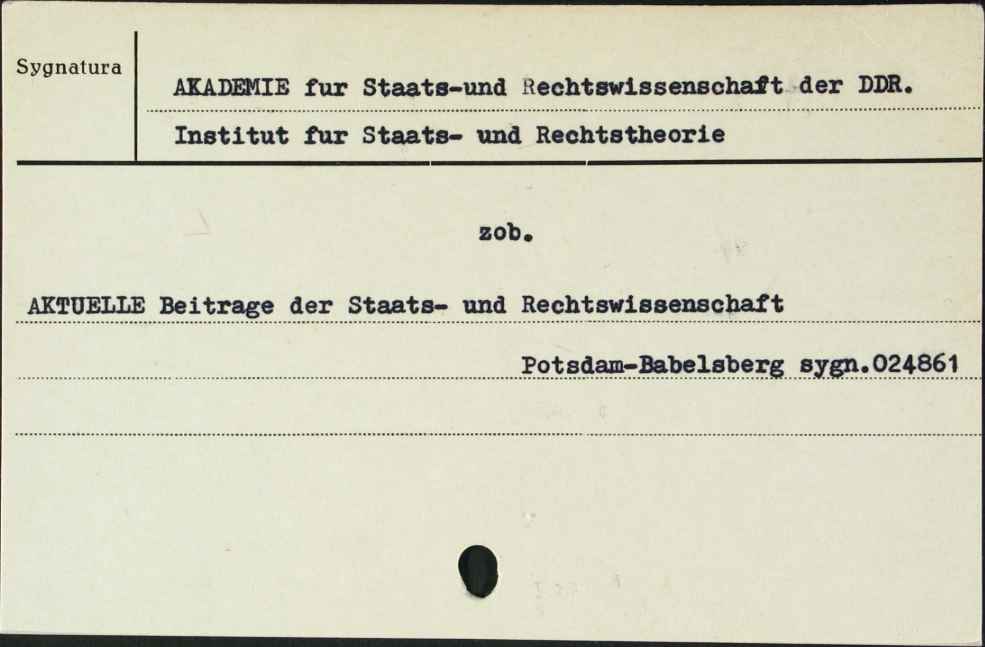 Sygnatura
AKADEMIE fur Staats-und Rechtswissenschaft der DDR.
Institut fur Staats- und Rechtstheorie
zob.
AKTUELLE Beitrage der Staats- und Rechtswissenschaft
Potsdam-Babelsberg sygn.024861